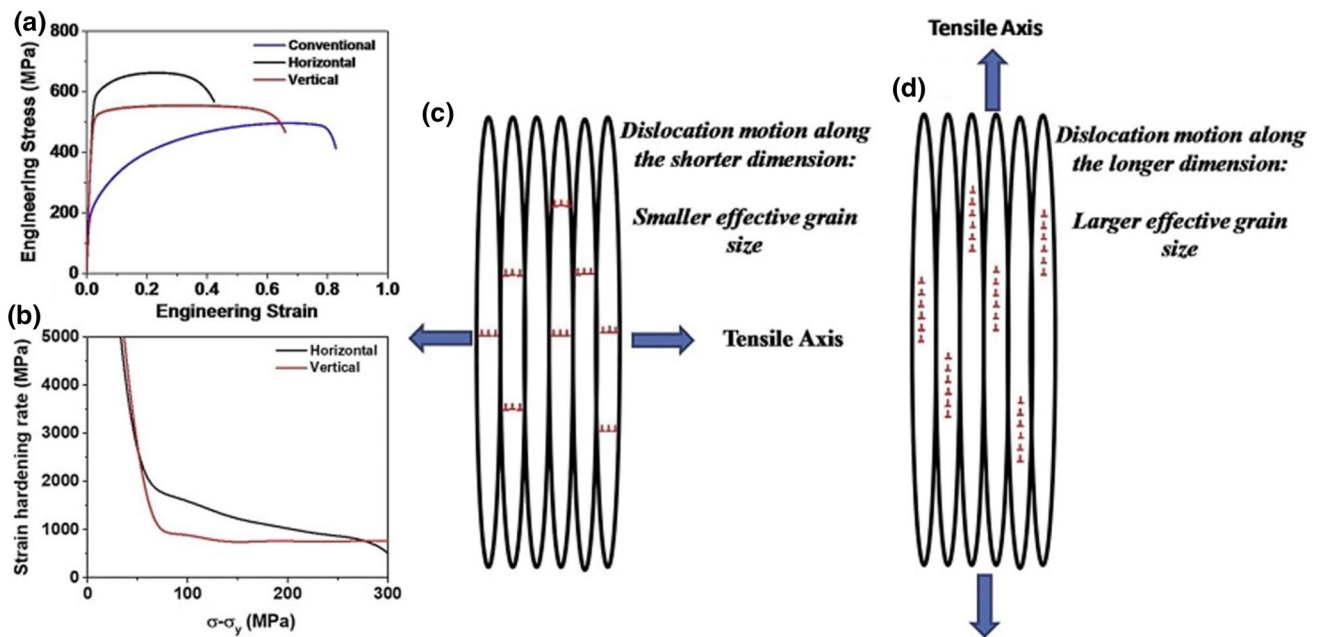 (a)
800
600
400
200
0
Engineering Stress (MPa)
Conventional
Horizontal
Vertical
0.0 0.2 0.4 0.6 0.8 1.0
Engineering Strain
(b)
5000
4000
3000
2000
1000
0
Strain hardening rate (MPa)
Horizontal
Vertical
0 100 200 300
σ-σy (MPa)
(c)
Dislocation motion along
the shorter dimension:
Smaller effective grain
size
Tensile Axis
Tensile Axis
(d)
Dislocation motion along
the longer dimension:
Larger effective grain
size